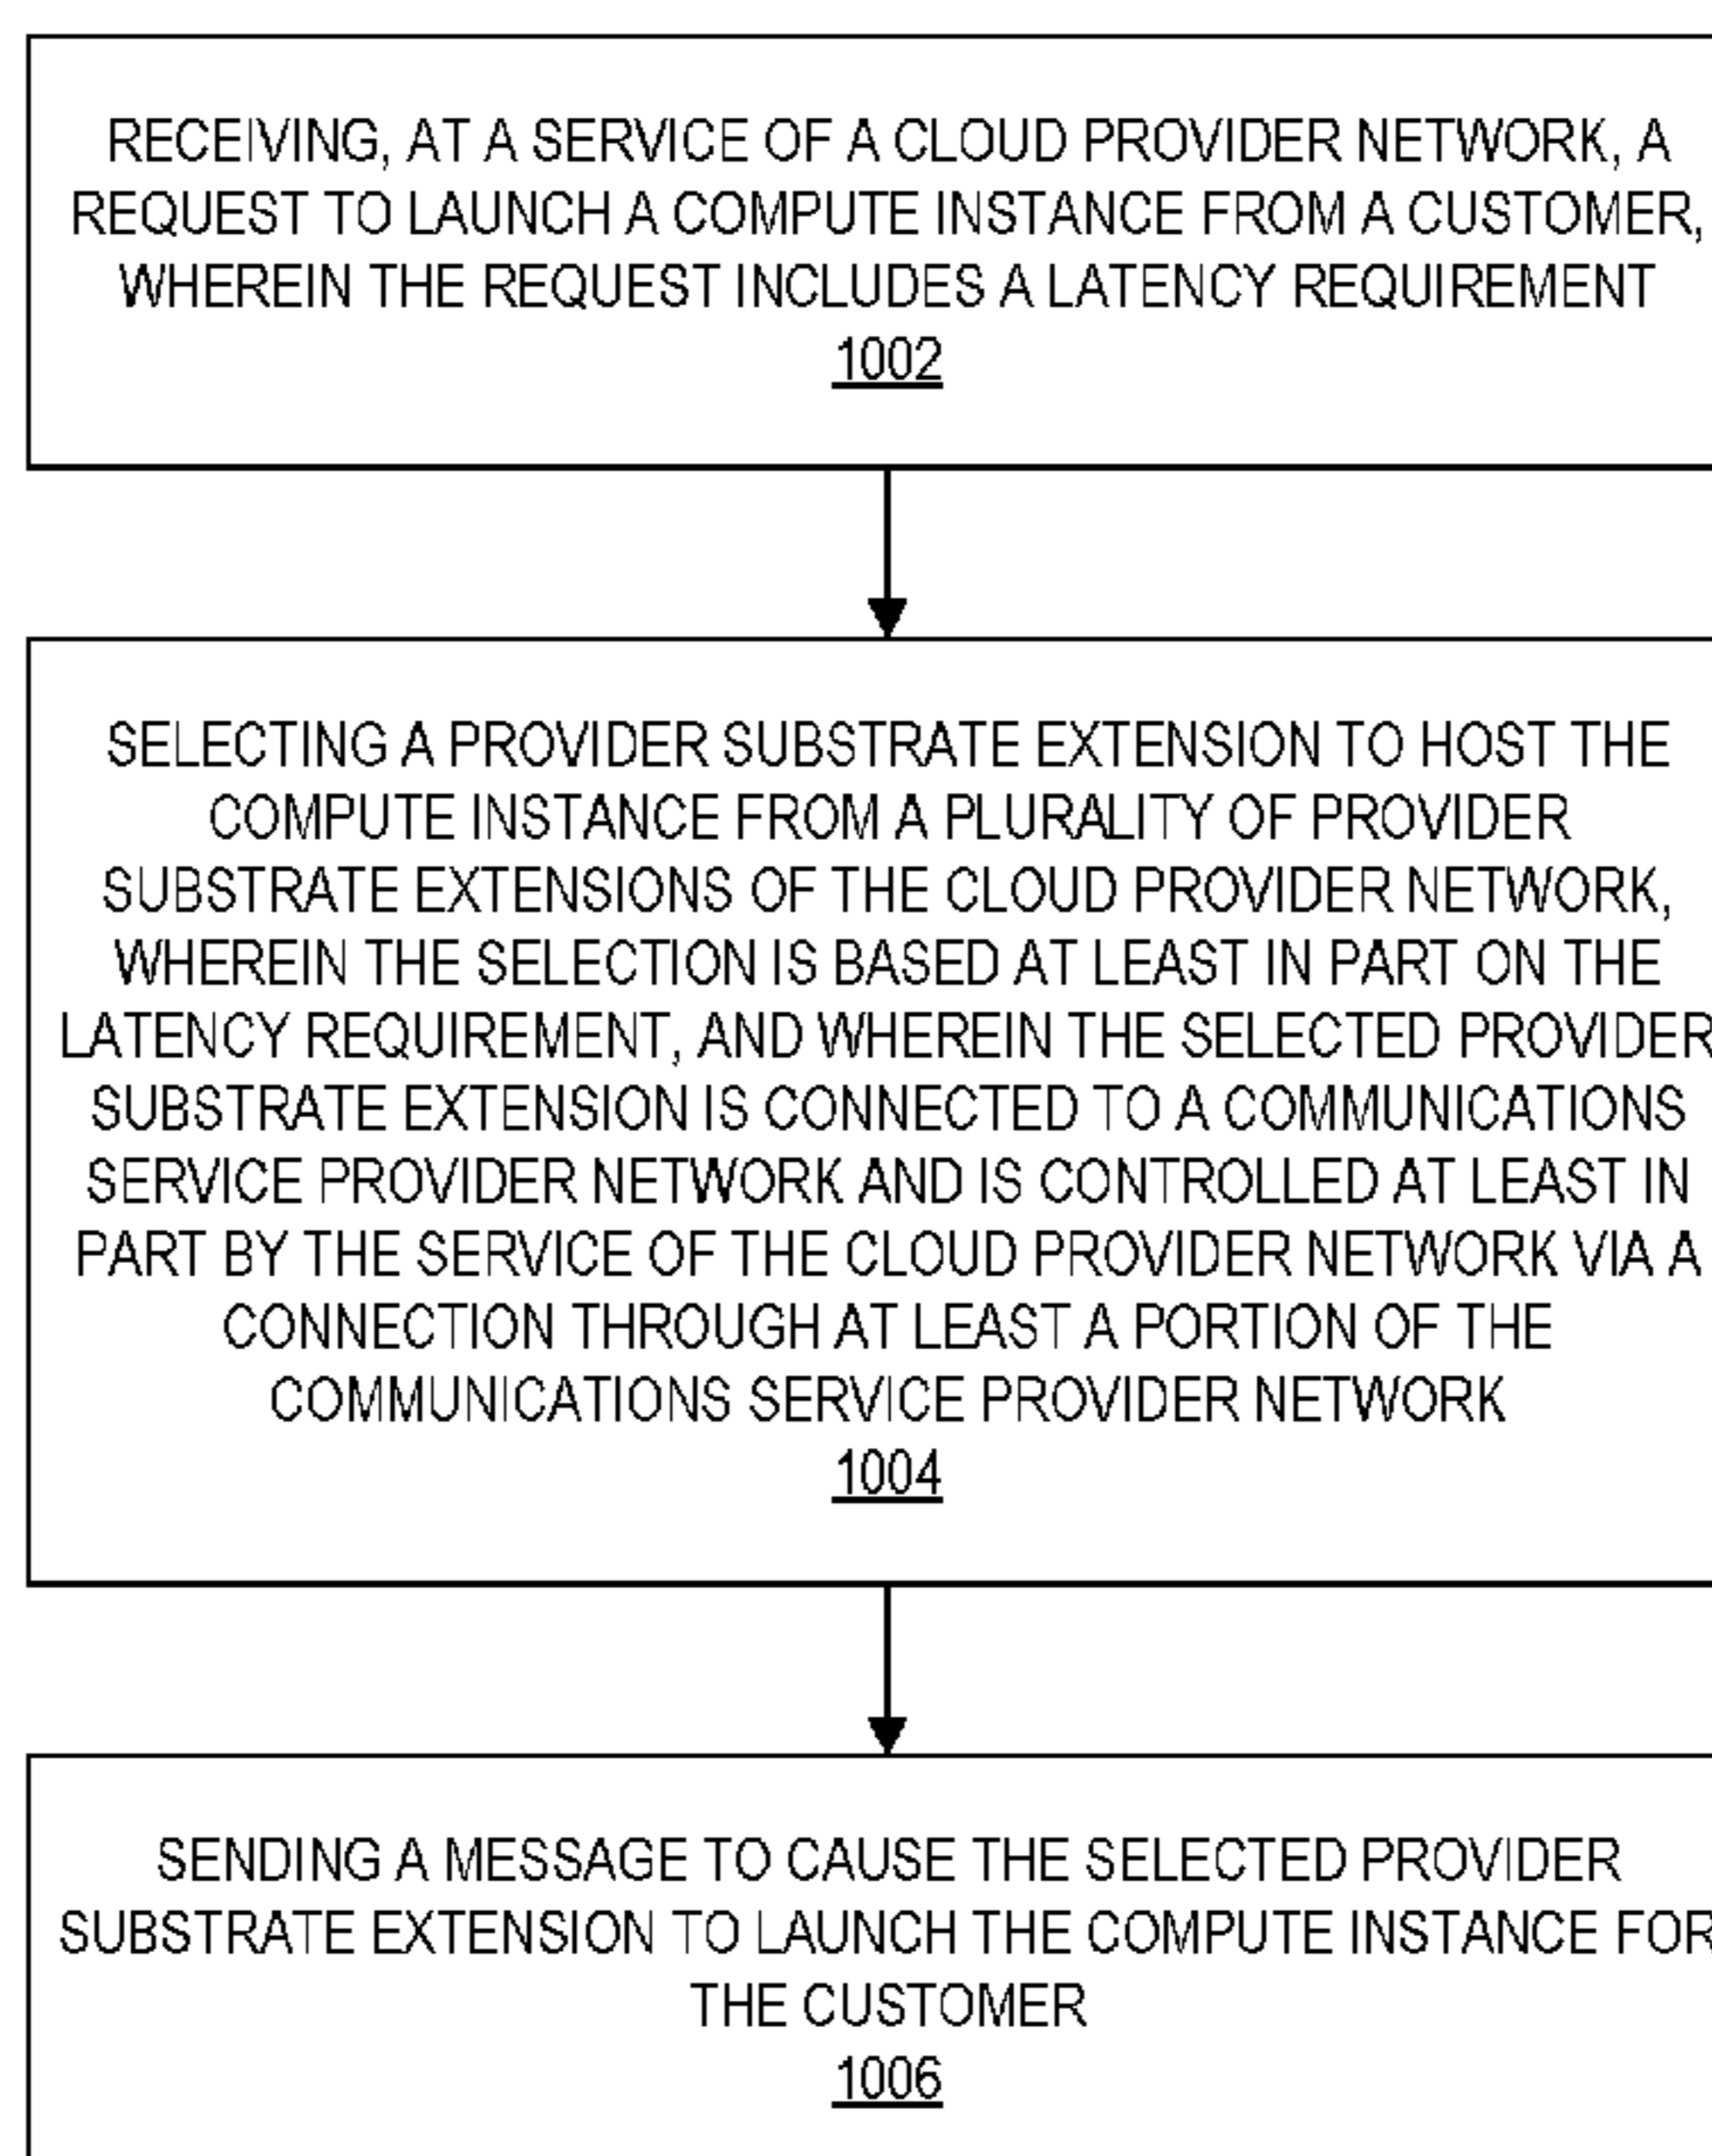 RECEIVING, AT A SERVICE OF A CLOUD PROVIDER NETWORK, A
REQUEST TO LAUNCH A COMPUTE INSTANCE FROM A CUSTOMER,
WHEREIN THE REQUEST INCLUDES A LATENCY REQUIREMENT
1002
SELECTING A PROVIDER SUBSTRATE EXTENSION TO HOST THE
COMPUTE INSTANCE FROM A PLURALITY OF PROVIDER
SUBSTRATE EXTENSIONS OF THE CLOUD PROVIDER NETWORK,
WHEREIN THE SELECTION IS BASED AT LEAST IN PART ON THE
LATENCY REQUIREMENT, AND WHEREIN THE SELECTED PROVIDER
SUBSTRATE EXTENSION IS CONNECTED TO A COMMUNICATIONS
SERVICE PROVIDER NETWORK AND IS CONTROLLED AT LEAST IN
PART BY THE SERVICE OF THE CLOUD PROVIDER NETWORK VIA A
CONNECTION THROUGH AT LEAST A PORTION OF THE
COMMUNICATIONS SERVICE PROVIDER NETWORK
1004
SENDING A MESSAGE TO CAUSE THE SELECTED PROVIDER
SUBSTRATE EXTENSION TO LAUNCH THE COMPUTE INSTANCE FOR
THE CUSTOMER
1006